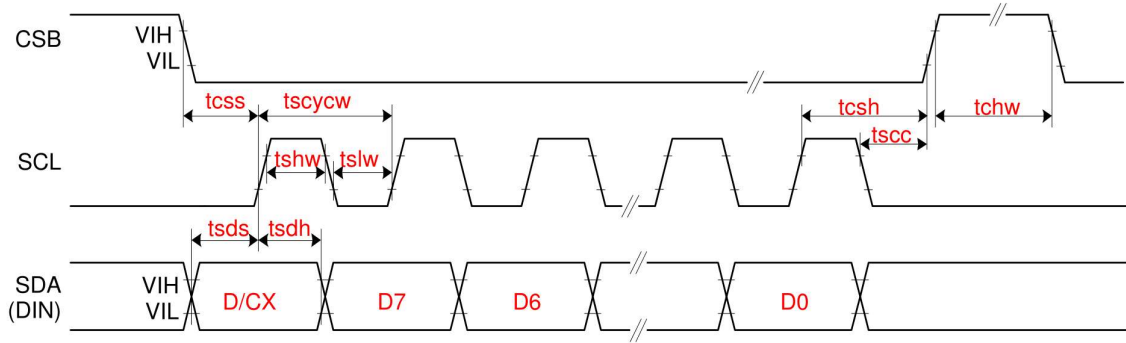 CSB
VIH
VIL
tcss
tscycw
tcsh
tchw
tscc
SCL
tshw
tslw
tsds
tsdh
SDA
(DIN)
VIH
VIL
D/CX
D7
D6
D0